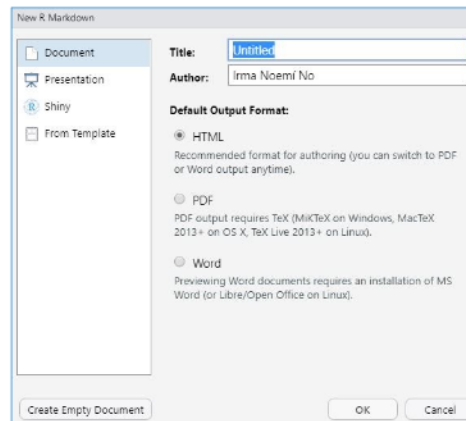 New R Markdown
Document
Presentation
Shiny
From Template
Title: Untitled
Author: Irma Noemí No
Default Output Format:
HTML
Recommended format for authoring (you can switch to PDF
or Word output anytime).
PDF
PDF output requires TeX (MiKTeX on Windows, MacTeX
2013+ on OS X, TeX Live 2013+ on Linux).
Word
Previewing Word documents requires an installation of MS
Word (or Libre/Open Office on Linux).
Create Empty Document
OK
Cancel